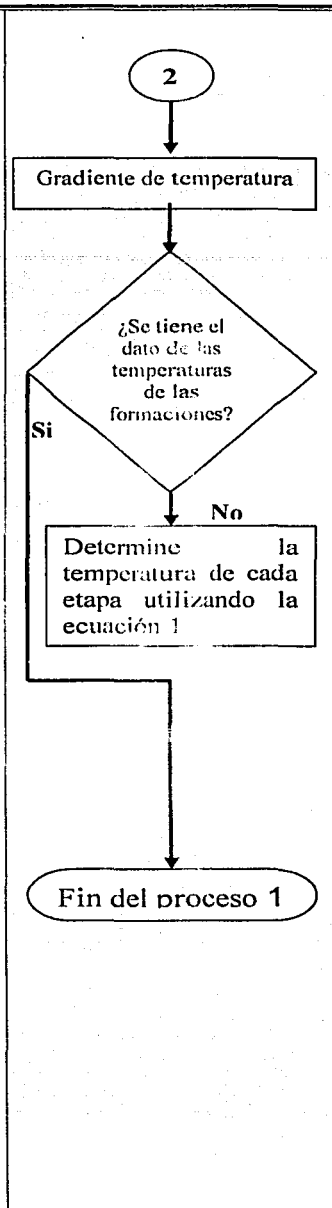 2
Gradiente de temperatura
¿Se tiene el
dato de las
temperaturas
de las
formaciones?
Si
No
Determine la
temperatura de cada
etapa utilizando la
ecuación 1
Fin del proceso 1